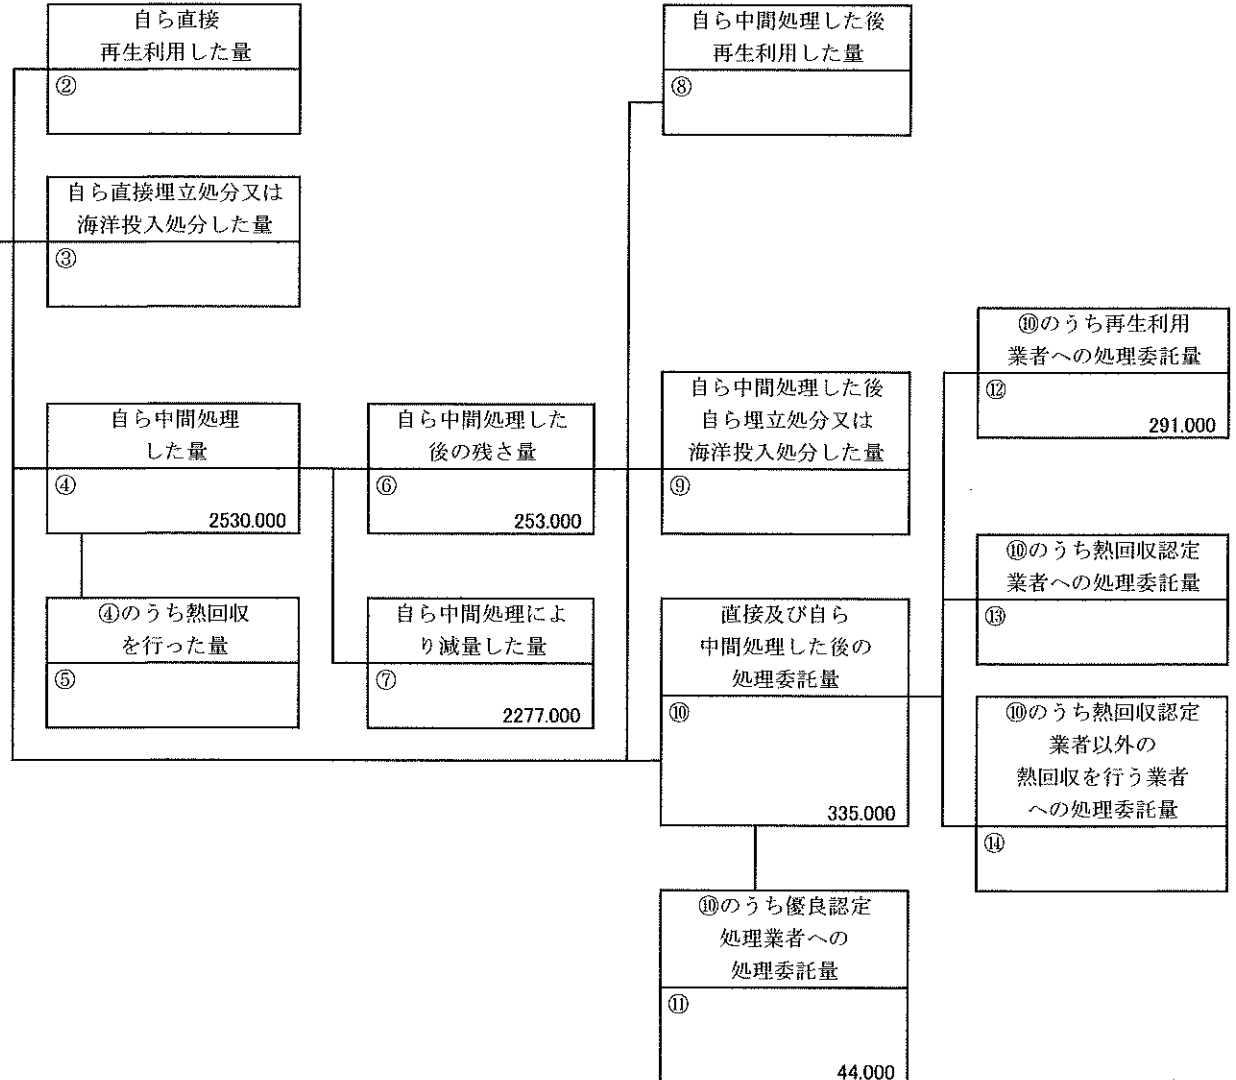 自ら直接
再生利用した量
②
自ら中間処理した後
再生利用した量
⑧
自ら直接埋立処分又は
海洋投入処分した量
③
⑩のうち再生利用
業者への処理委託量
⑫
291.000
自ら中間処理
した量
④
2530.000
自ら中間処理した
後の残さ量
⑥
253.000
自ら中間処理した後
自ら埋立処分又は
海洋投入処分した量
⑨
⑩のうち熱回収認定
業者への処理委託量
⑬
④のうち熱回収
を行った量
⑤
自ら中間処理によ
り減量した量
⑦
2277.000
直接及び自ら
中間処理した後の
処理委託量
⑩
335.000
⑩のうち熱回収認定
業者以外の
熱回収を行う業者
への処理委託量
⑭
⑩のうち優良認定
処理業者への
処理委託量
⑪
44.000